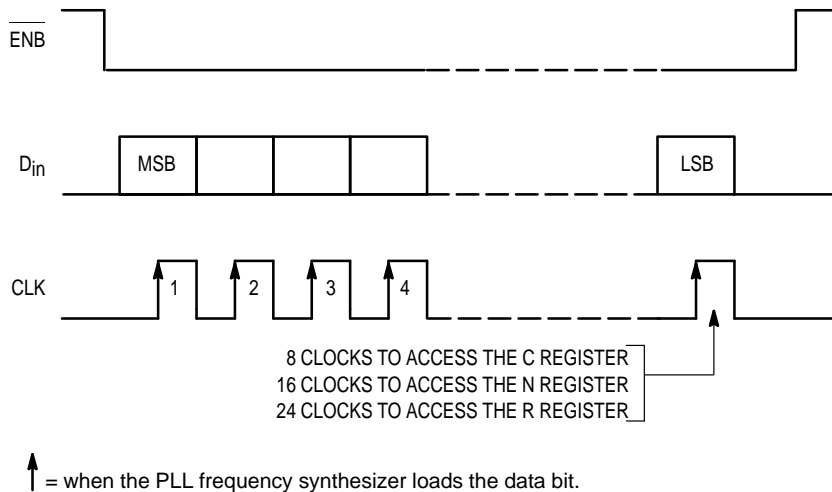 ENB
Din
MSB
LSB
CLK
1 2 3 4
8 CLOCKS TO ACCESS THE C REGISTER
16 CLOCKS TO ACCESS THE N REGISTER
24 CLOCKS TO ACCESS THE R REGISTER
= when the PLL frequency synthesizer loads the data bit.